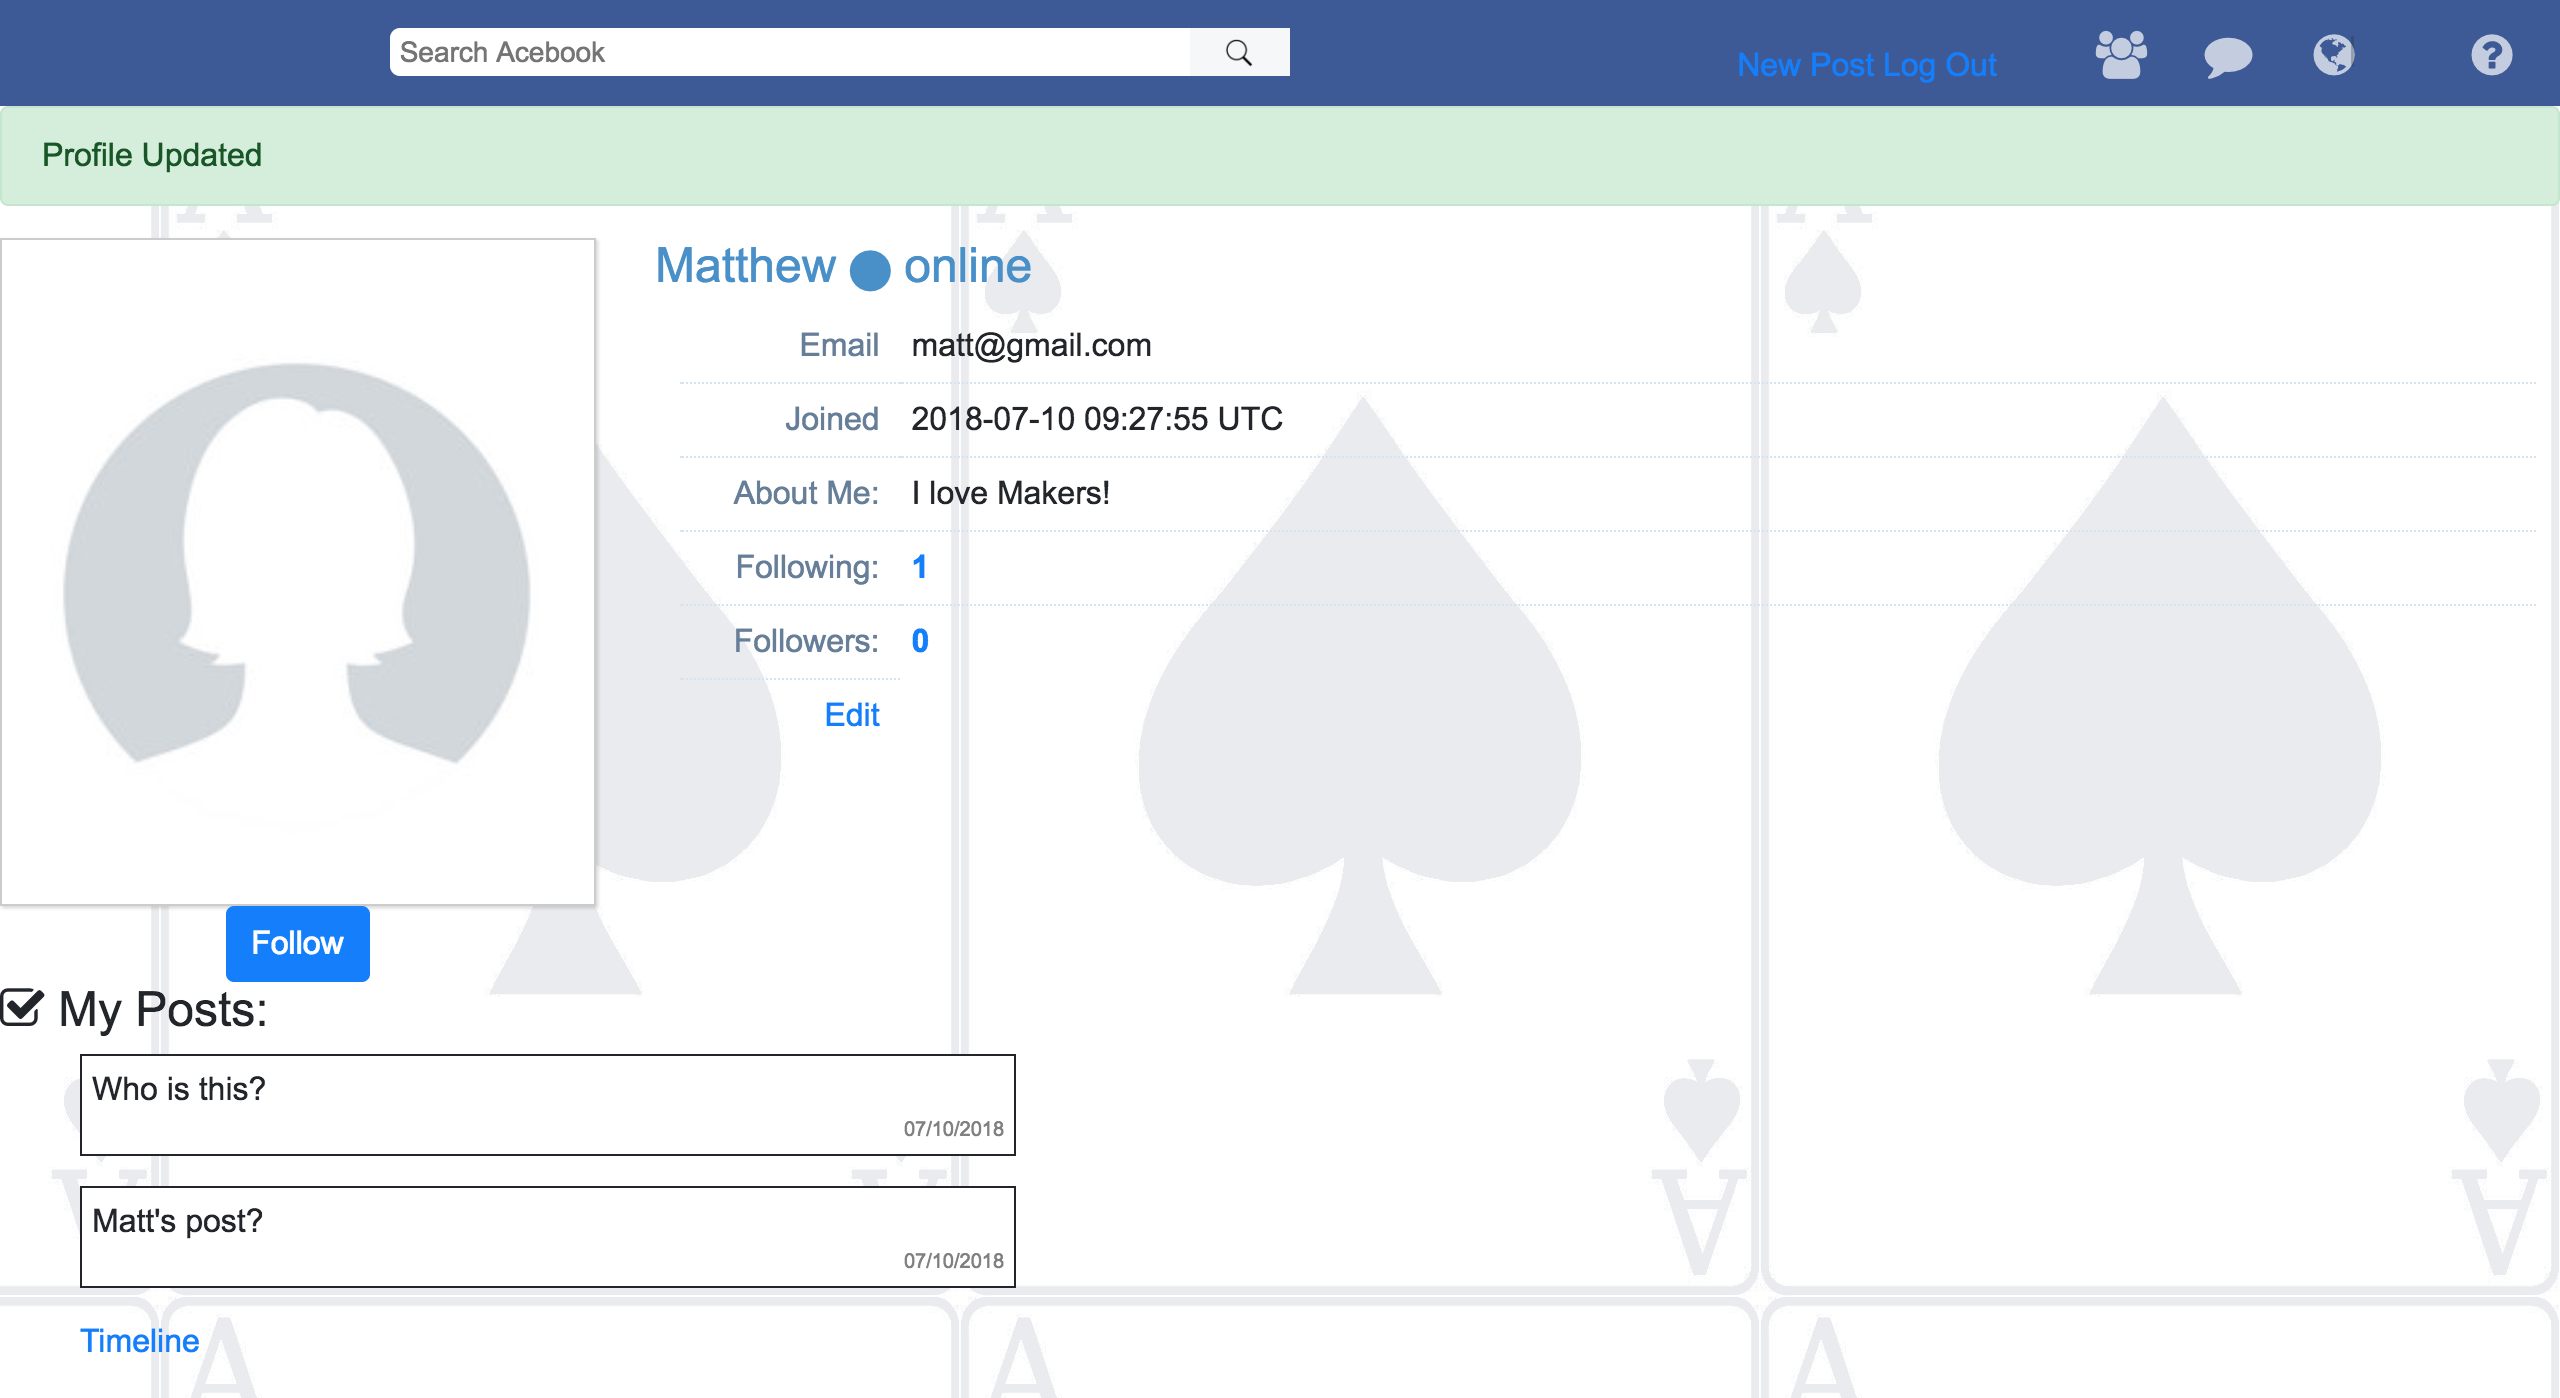 Search Acebook
New Post Log Out
Profile Updated
Matthew online
Email matt@gmail.com
Joined 2018-07-10 09:27:55 UTC
About Me: I love Makers!
Following: 1
Followers: 0
Edit
Follow
My Posts:
Who is this?
07/10/2018
Matt's post?
07/10/2018
Timeline
A
A
A
A
A